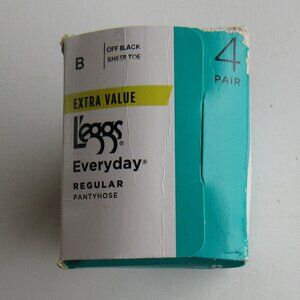 B
OFF BLACK
SHEER TOE
4
PAIR
EXTRA VALUE
L'eggs
Everyday®
REGULAR
PANTYHOSE